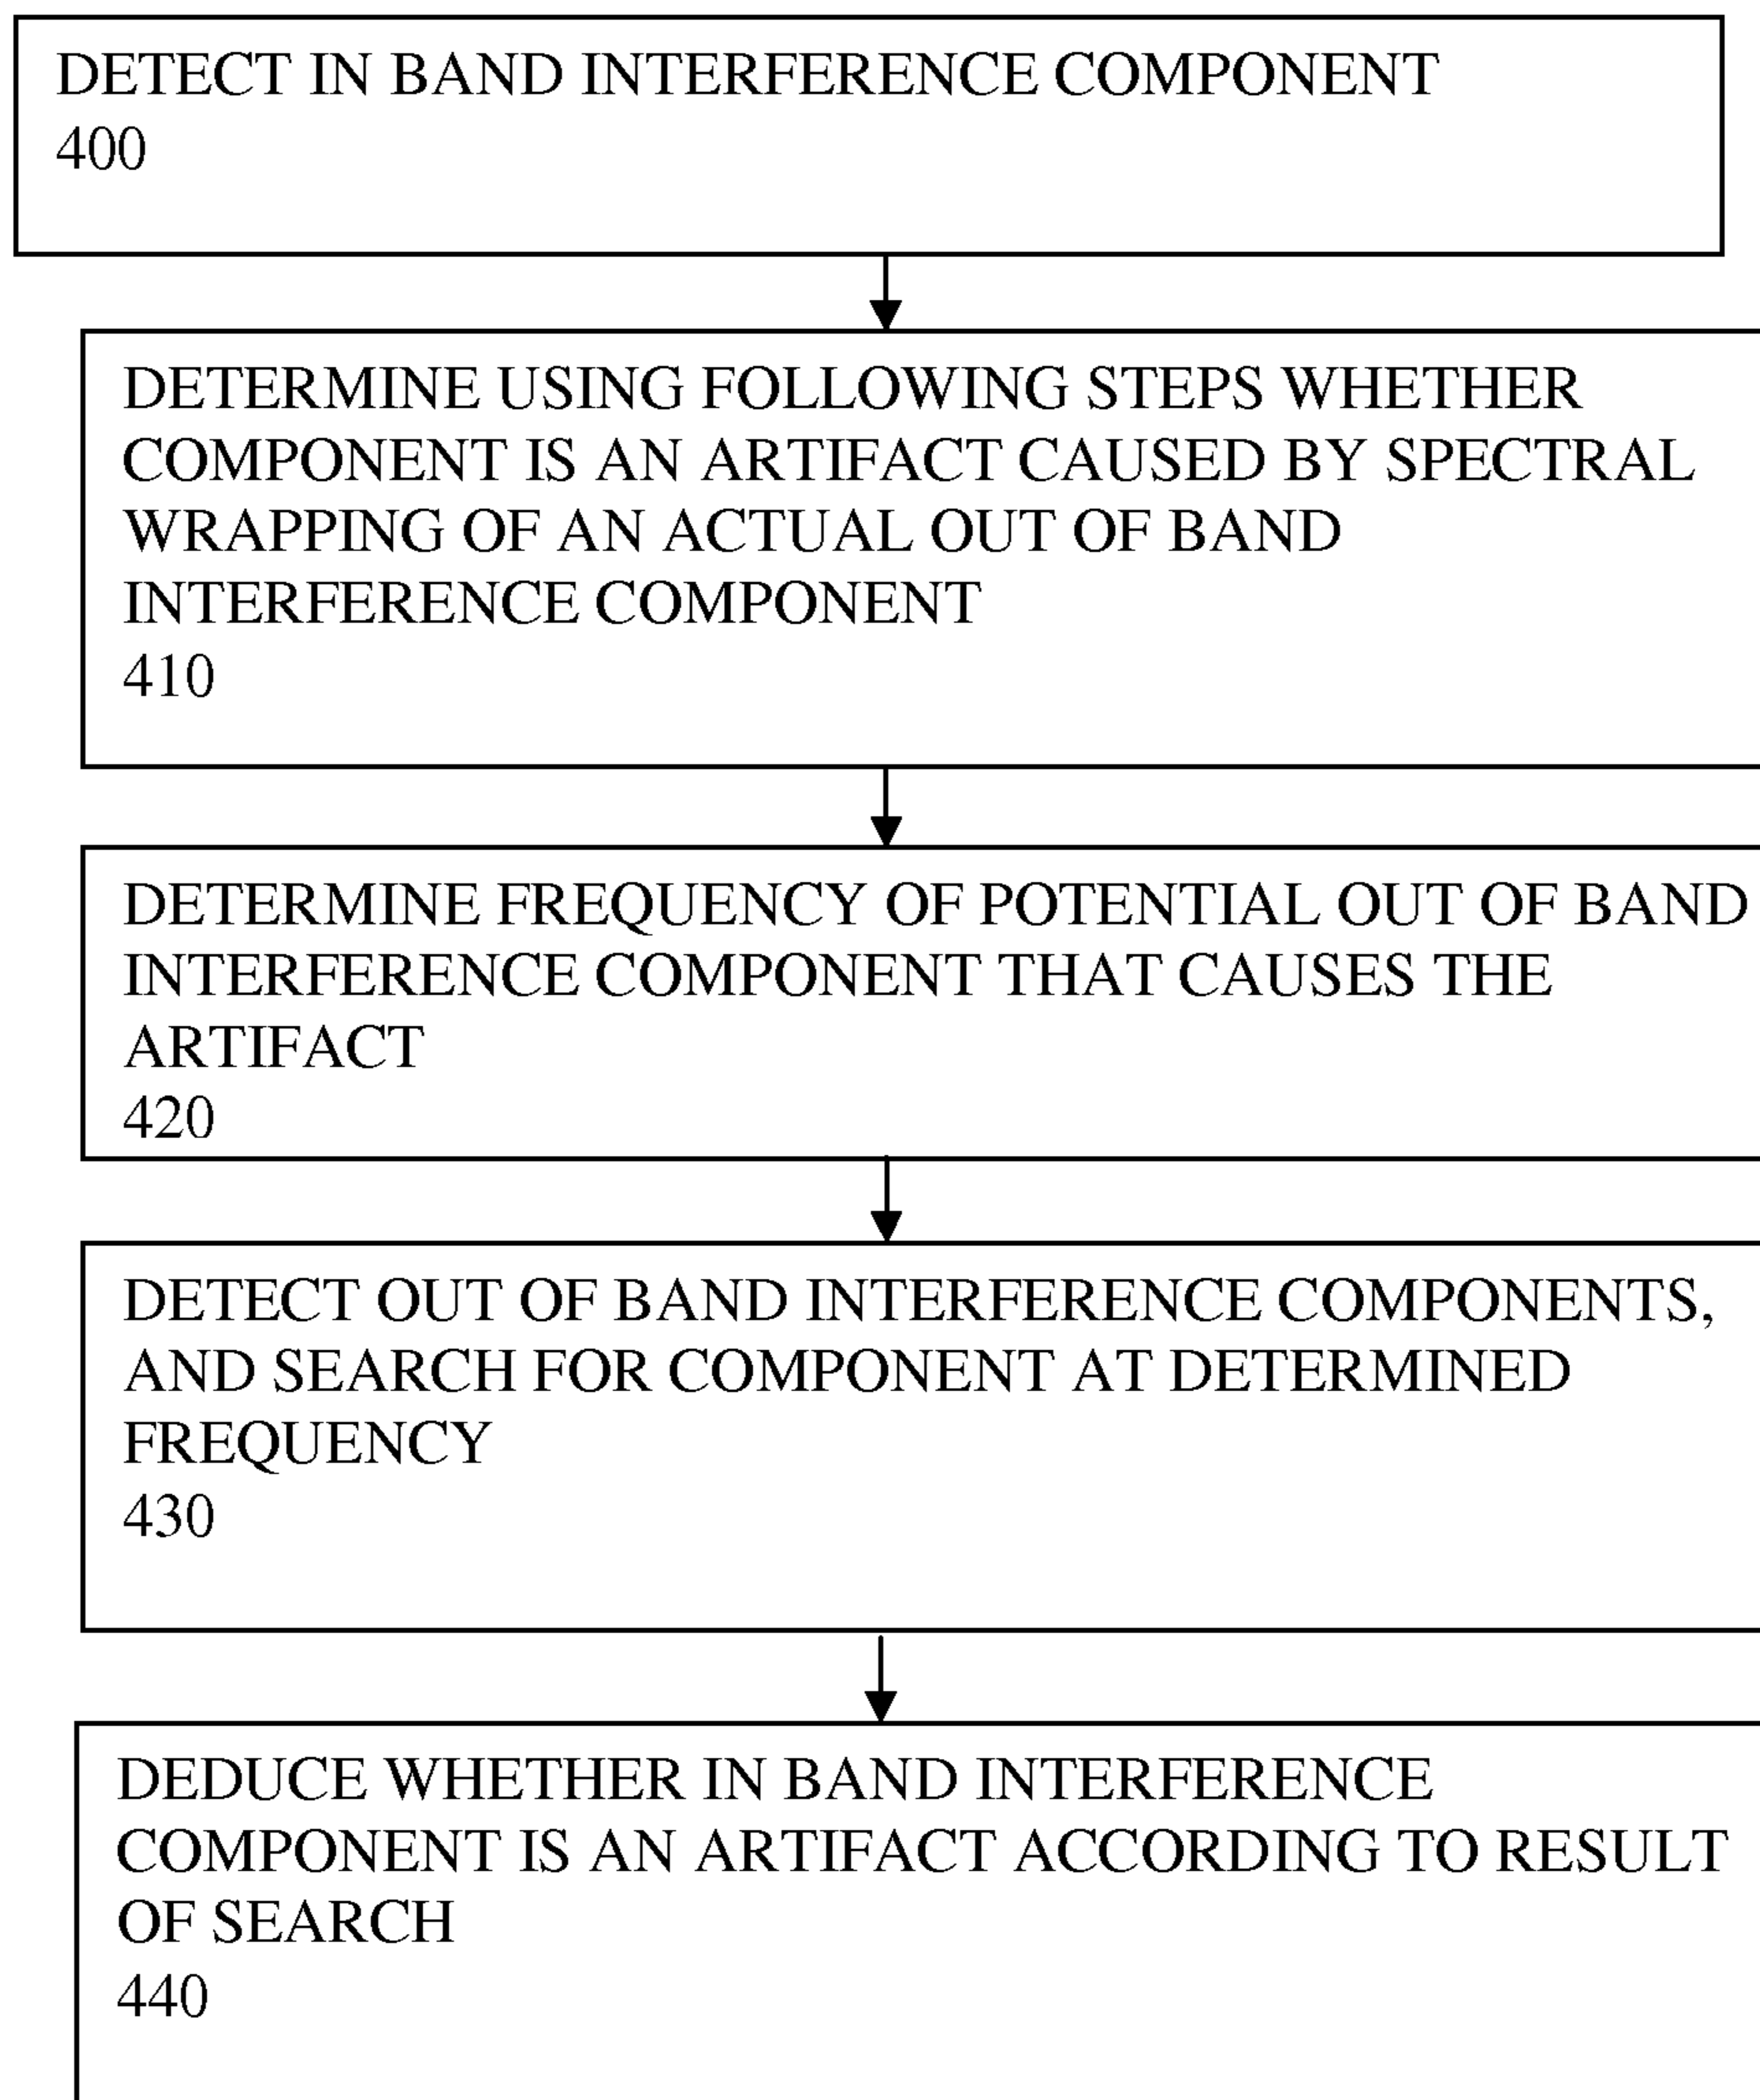 DETECT IN BAND INTERFERENCE COMPONENT
400
DETERMINE USING FOLLOWING STEPS WHETHER
COMPONENT IS AN ARTIFACT CAUSED BY SPECTRAL
WRAPPING OF AN ACTUAL OUT OF BAND
INTERFERENCE COMPONENT
410
DETERMINE FREQUENCY OF POTENTIAL OUT OF BAND
INTERFERENCE COMPONENT THAT CAUSES THE
ARTIFACT
420
DETECT OUT OF BAND INTERFERENCE COMPONENTS,
AND SEARCH FOR COMPONENT AT DETERMINED
FREQUENCY
430
DEDUCE WHETHER IN BAND INTERFERENCE
COMPONENT IS AN ARTIFACT ACCORDING TO RESULT
OF SEARCH
440